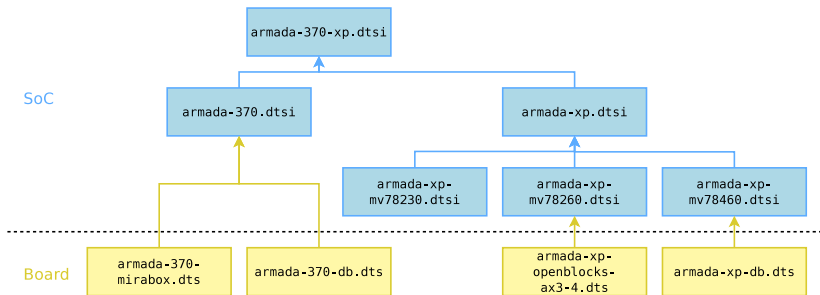 armada-370-xp.dtsi
SoC
armada-370.dtsi
armada-xp.dtsi
armada-xp-
mv78230.dtsi
armada-xp-
mv78260.dtsi
armada-xp-
mv78460.dtsi
Board
armada-370-
mirabox.dts
armada-370-db.dts
armada-xp-
openblocks-
ax3-4.dts
armada-xp-db.dts